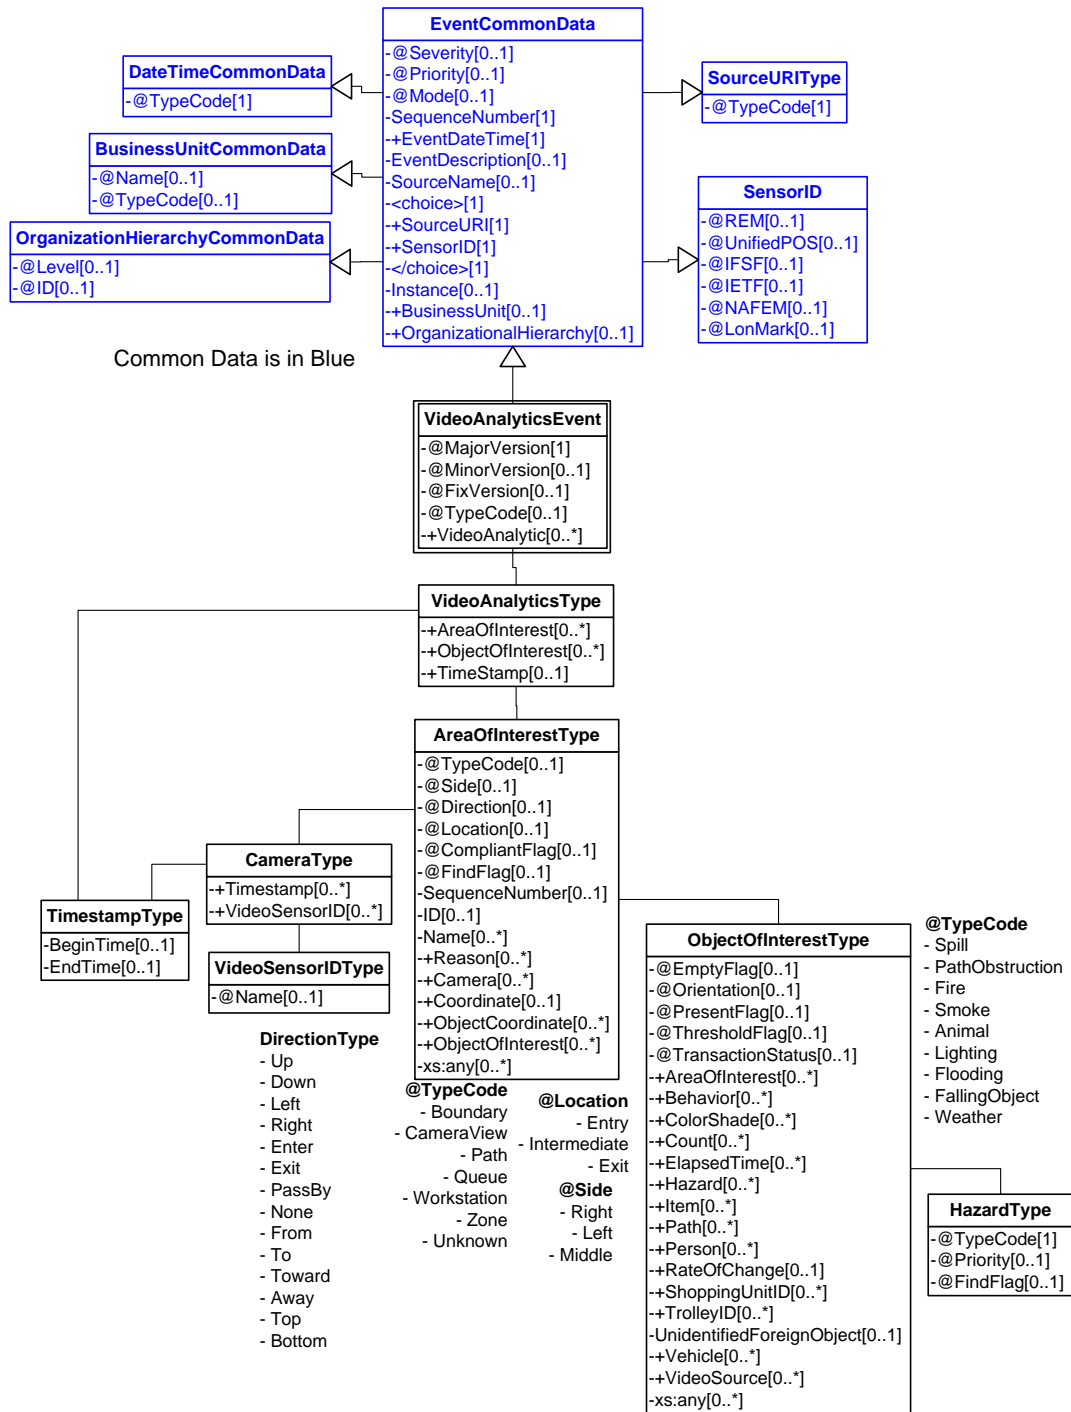 EventCommonData
-@Severity[0..1]
-@Priority[0..1]
-@Mode[0..1]
-SequenceNumber[1]
-+EventDateTime[1]
-EventDescription[0..1]
-SourceName[0..1]
-<choice>[1]
-+SourceURI[1]
-+SensorID[1]
-</choice>[1]
-Instance[0..1]
-+BusinessUnit[0..1]
-+OrganizationalHierarchy[0..1]
DateTimeCommonData
-@TypeCode[1]
BusinessUnitCommonData
-@Name[0..1]
-@TypeCode[0..1]
OrganizationHierarchyCommonData
-@Level[0..1]
-@ID[0..1]
SourceURIType
-@TypeCode[1]
SensorID
-@REM[0..1]
-@UnifiedPOS[0..1]
-@IFSF[0..1]
-@IETF[0..1]
-@NAFEM[0..1]
-@LonMark[0..1]
Common Data is in Blue
VideoAnalyticsEvent
-@MajorVersion[1]
-@MinorVersion[0..1]
-@FixVersion[0..1]
-@TypeCode[0..1]
-+VideoAnalytic[0..*]
VideoAnalyticsType
-+AreaOfInterest[0..*]
-+ObjectOfInterest[0..*]
-+TimeStamp[0..1]
AreaOfInterestType
-@TypeCode[0..1]
-@Side[0..1]
-@Direction[0..1]
-@Location[0..1]
-@CompliantFlag[0..1]
-@FindFlag[0..1]
-SequenceNumber[0..1]
-ID[0..1]
-Name[0..*]
-+Reason[0..*]
-+Camera[0..*]
-+Coordinate[0..1]
-+ObjectCoordinate[0..*]
-+ObjectOfInterest[0..*]
-xs:any[0..*]
CameraType
-+Timestamp[0..*]
-+VideoSensorID[0..*]
TimestampType
-BeginTime[0..1]
-EndTime[0..1]
VideoSensorIDType
-@Name[0..1]
DirectionType
- Up
- Down
- Left
- Right
- Enter
- Exit
- PassBy
- None
- From
- To
- Toward
- Away
- Top
- Bottom
@TypeCode
- Boundary
- CameraView
- Path
- Queue
- Workstation
- Zone
- Unknown
@Location
- Entry
- Intermediate
- Exit
@Side
- Right
- Left
- Middle
ObjectOfInterestType
-@EmptyFlag[0..1]
-@Orientation[0..1]
-@PresentFlag[0..1]
-@ThresholdFlag[0..1]
-@TransactionStatus[0..1]
-+AreaOfInterest[0..*]
-+Behavior[0..*]
-+ColorShade[0..*]
-+Count[0..*]
-+ElapsedTime[0..*]
-+Hazard[0..*]
-+Item[0..*]
-+Path[0..*]
-+Person[0..*]
-+RateOfChange[0..1]
-+ShoppingUnitID[0..*]
-+TrolleyID[0..*]
-UnidentifiedForeignObject[0..1]
-+Vehicle[0..*]
-+VideoSource[0..*]
-xs:any[0..*]
@TypeCode
- Spill
- PathObstruction
- Fire
- Smoke
- Animal
- Lighting
- Flooding
- FallingObject
- Weather
HazardType
-@TypeCode[1]
-@Priority[0..1]
-@FindFlag[0..1]